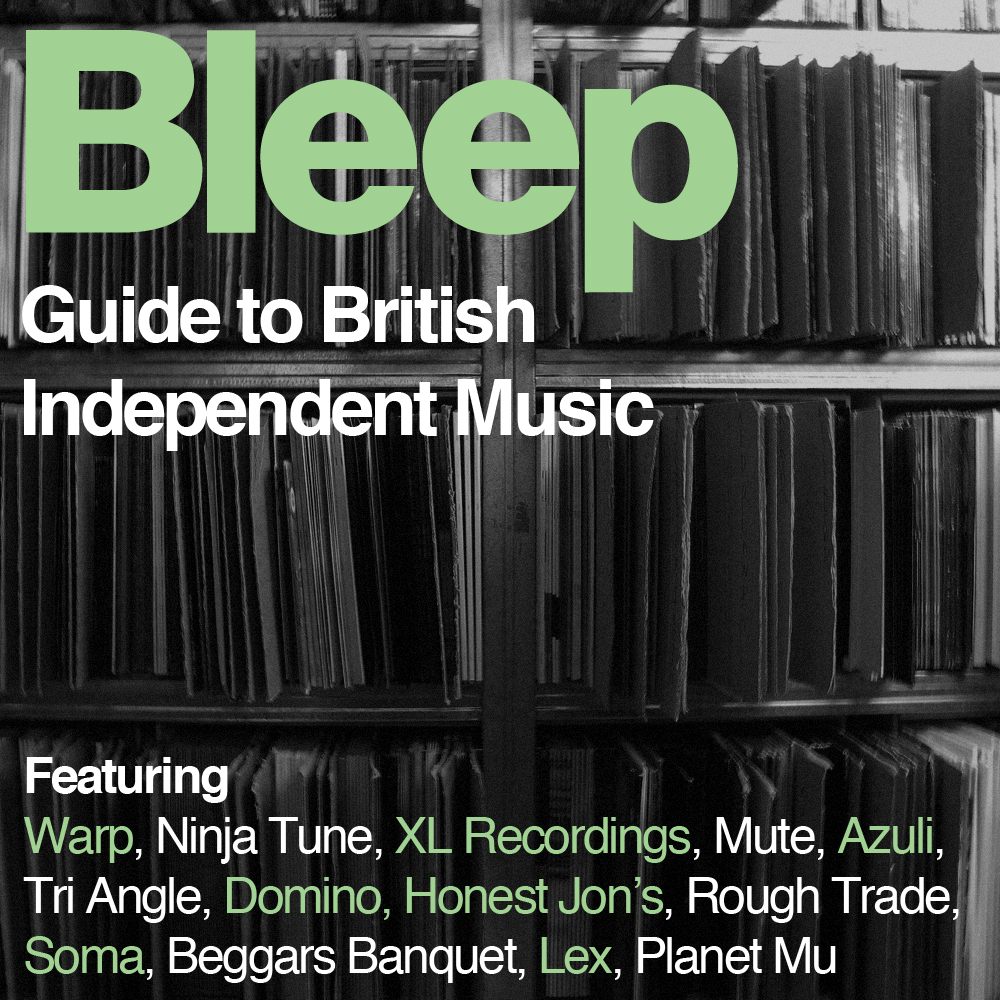 Bleep
Guide to British
Independent Music
Featuring
Warp, Ninja Tune, XL Recordings, Mute, Azuli,
Tri Angle, Domino, Honest Jon’s, Rough Trade,
Soma, Beggars Banquet, Lex, Planet Mu